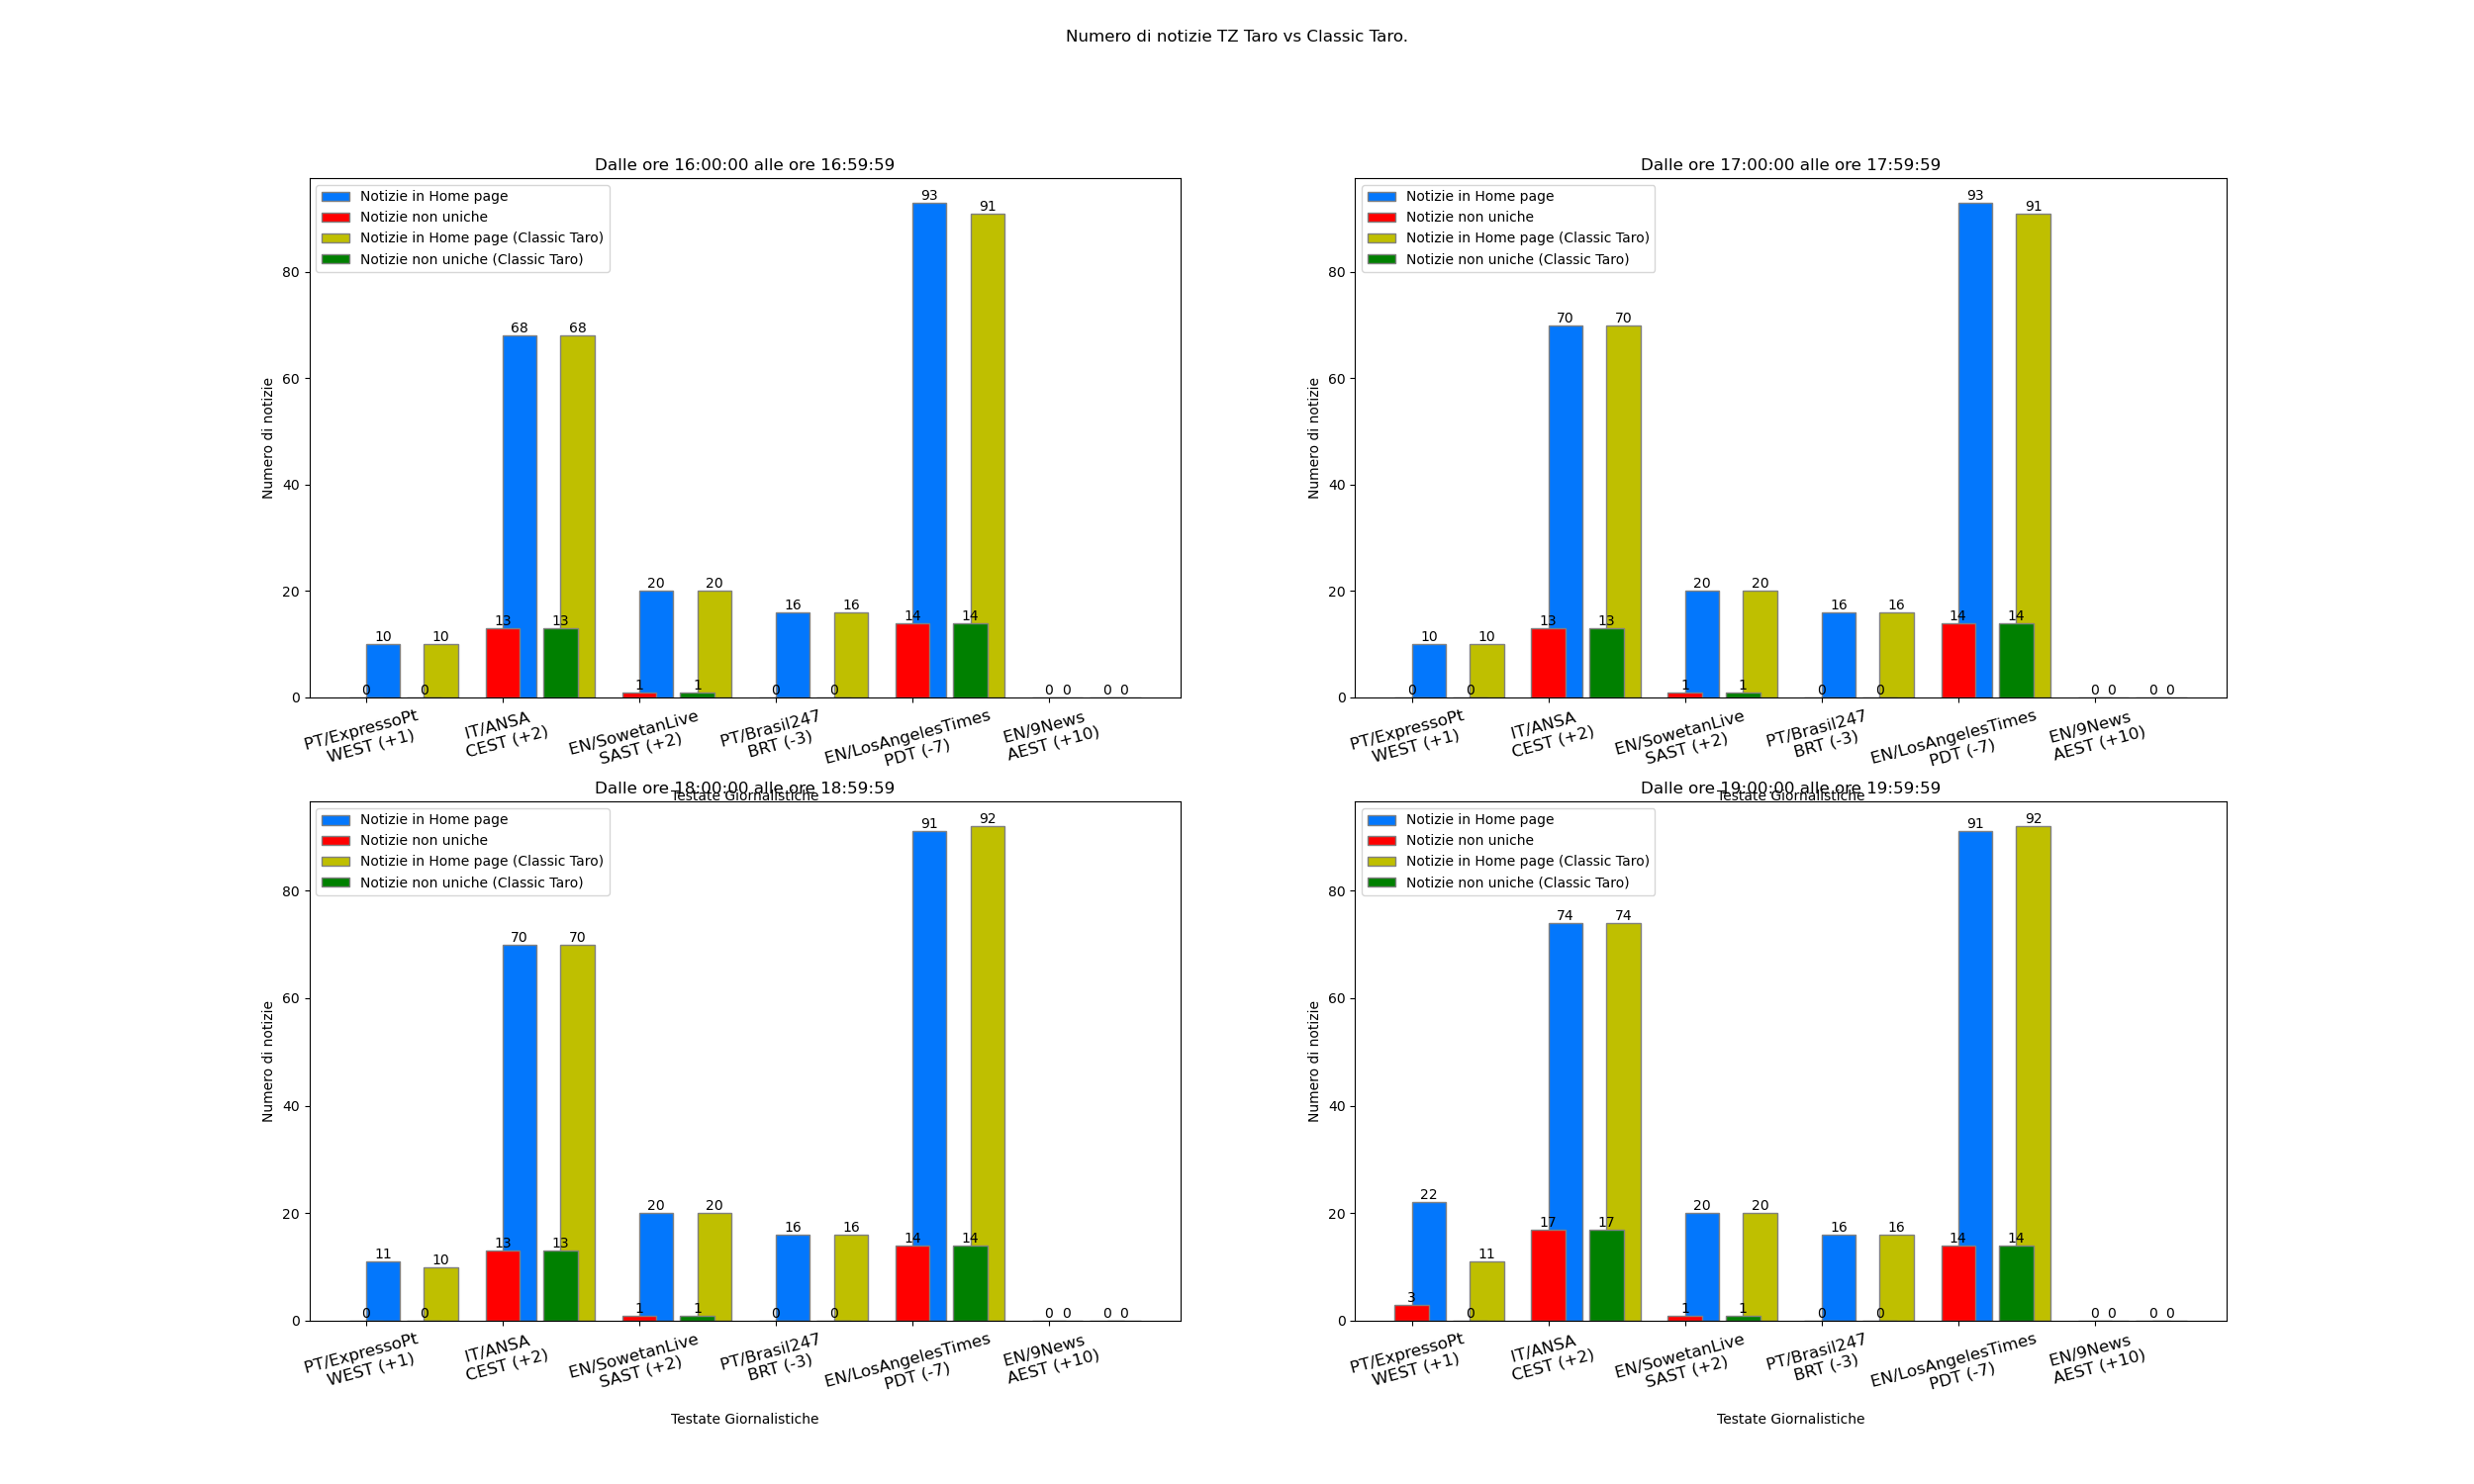 Numero di notizie TZ Taro vs Classic Taro.
Dalle ore 16:00:00 alle ore 16:59:59
Notizie in Home page
Notizie non uniche
Notizie in Home page (Classic Taro)
Notizie non uniche (Classic Taro)
Numero di notizie
80
60
40
20
0
0 10 0 10
13 68 13 68
1 20 1 20
0 16 0 16
14 93 14 91
0 0 0 0
PT/ExpressoPt
WEST (+1)
IT/ANSA
CEST (+2)
EN/SowetanLive
SAST (+2)
PT/Brasil247
BRT (-3)
EN/LosAngelesTimes
PDT (-7)
EN/9News
AEST (+10)
Testate Giornalistiche
Dalle ore 17:00:00 alle ore 17:59:59
Notizie in Home page
Notizie non uniche
Notizie in Home page (Classic Taro)
Notizie non uniche (Classic Taro)
Numero di notizie
80
60
40
20
0
0 10 0 10
13 70 13 70
1 20 1 20
0 16 0 16
14 93 14 91
0 0 0 0
PT/ExpressoPt
WEST (+1)
IT/ANSA
CEST (+2)
EN/SowetanLive
SAST (+2)
PT/Brasil247
BRT (-3)
EN/LosAngelesTimes
PDT (-7)
EN/9News
AEST (+10)
Testate Giornalistiche
Dalle ore 18:00:00 alle ore 18:59:59
Notizie in Home page
Notizie non uniche
Notizie in Home page (Classic Taro)
Notizie non uniche (Classic Taro)
Numero di notizie
80
60
40
20
0
0 11 0 10
13 70 13 70
1 20 1 20
0 16 0 16
14 91 14 92
0 0 0 0
PT/ExpressoPt
WEST (+1)
IT/ANSA
CEST (+2)
EN/SowetanLive
SAST (+2)
PT/Brasil247
BRT (-3)
EN/LosAngelesTimes
PDT (-7)
EN/9News
AEST (+10)
Testate Giornalistiche
Dalle ore 19:00:00 alle ore 19:59:59
Notizie in Home page
Notizie non uniche
Notizie in Home page (Classic Taro)
Notizie non uniche (Classic Taro)
Numero di notizie
80
60
40
20
0
3 22 0 11
17 74 17 74
1 20 1 20
0 16 0 16
14 91 14 92
0 0 0 0
PT/ExpressoPt
WEST (+1)
IT/ANSA
CEST (+2)
EN/SowetanLive
SAST (+2)
PT/Brasil247
BRT (-3)
EN/LosAngelesTimes
PDT (-7)
EN/9News
AEST (+10)
Testate Giornalistiche